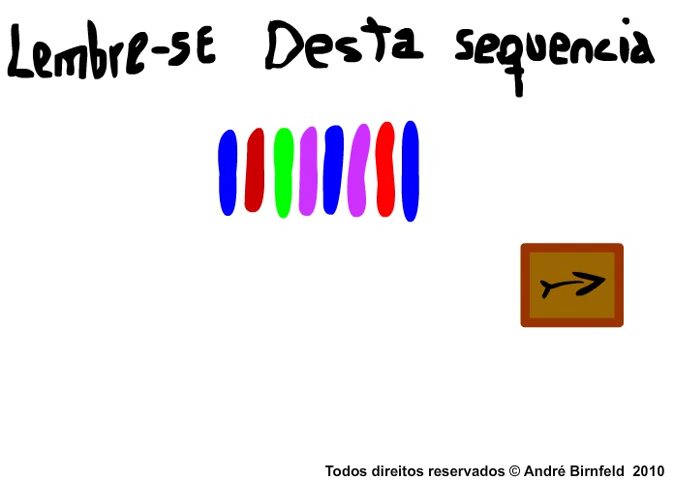 Lembre-se Desta sequencia
Todos direitos reservados © André Birnfeld 2010